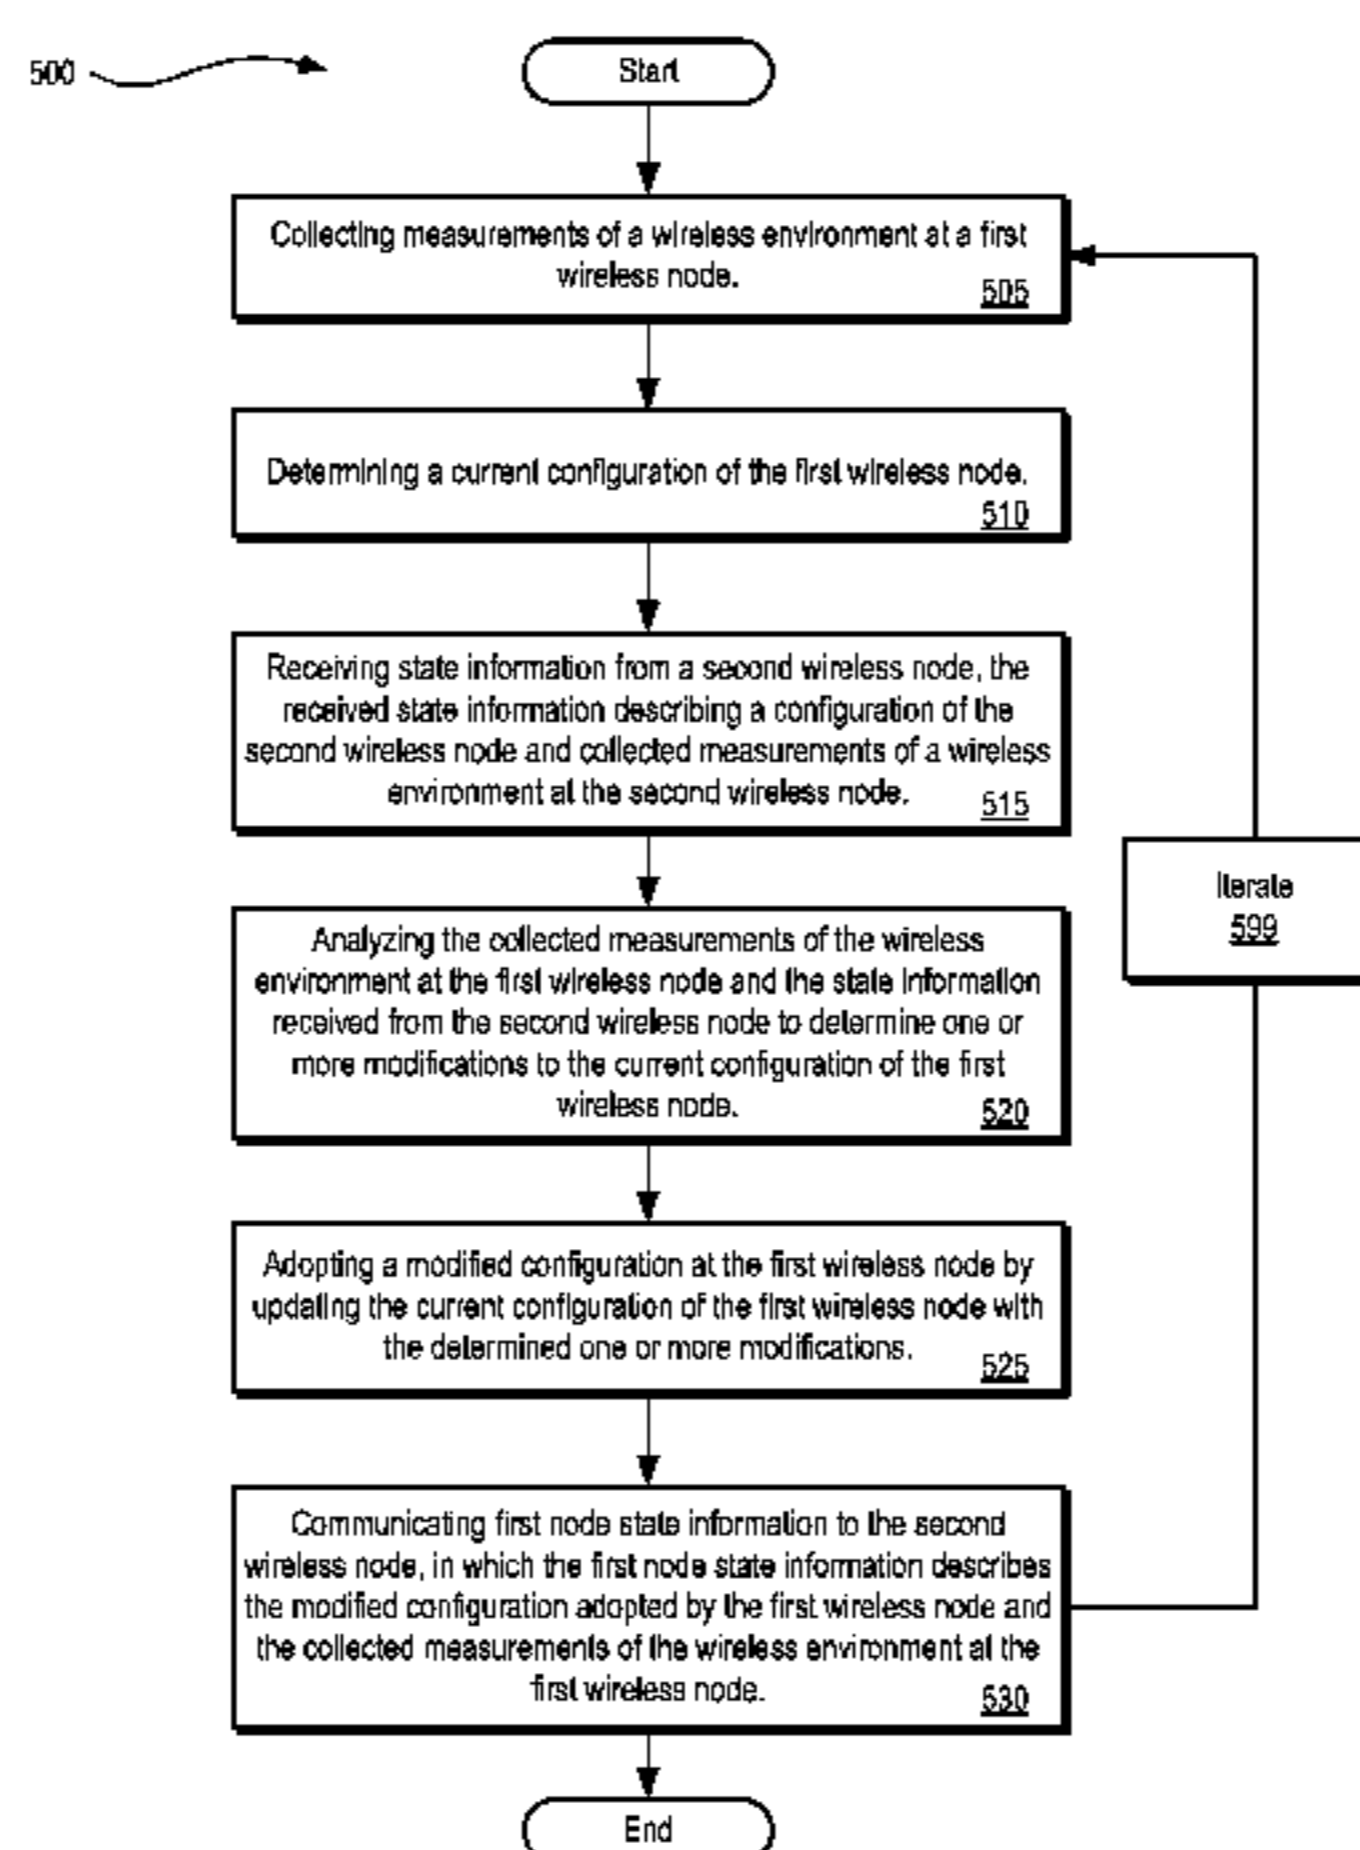 500
Start
Collecting measurements of a wireless environment at a first
wireless node.
505
Determining a current configuration of the first wireless node.
510
Receiving state information from a second wireless node, the
received state information describing a configuration of the
second wireless node and collected measurements of a wireless
environment at the second wireless node.
515
Iterate
599
Analyzing the collected measurements of the wireless
environment at the first wireless node and the state information
received from the second wireless node to determine one or
more modifications to the current configuration of the first
wireless node.
520
Adopting a modified configuration at the first wireless node by
updating the current configuration of the first wireless node with
the determined one or more modifications.
525
Communicating first node state information to the second
wireless node, in which the first node state information describes
the modified configuration adopted by the first wireless node and
the collected measurements of the wireless environment at the
first wireless node.
530
End